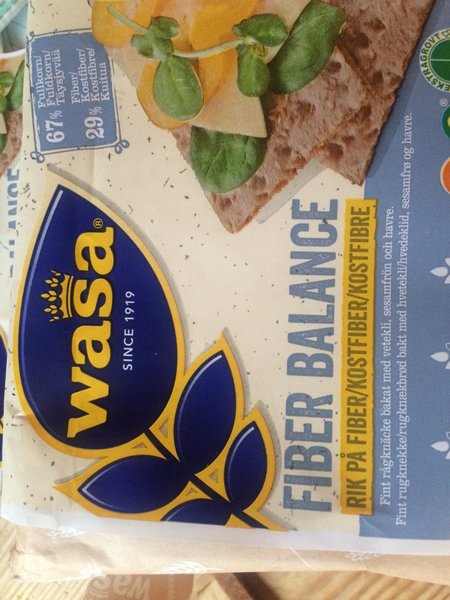 Fullkorn/
Fuldkorn/
Täysjyvää
67%
Fiber/
Kostfiber/
Kostfibre/
Kuitua
29%
wasa®
SINCE 1919
FIBER BALANCE
RIK PÅ FIBER/KOSTFIBER/KOSTFIBRE
Fint rågknäcke bakat med vetekli, sesamfrön och havre.
Fint rugknekke/rugknækbrød bakt med hvetekli/hvedeklid, sesamfrø og havre.